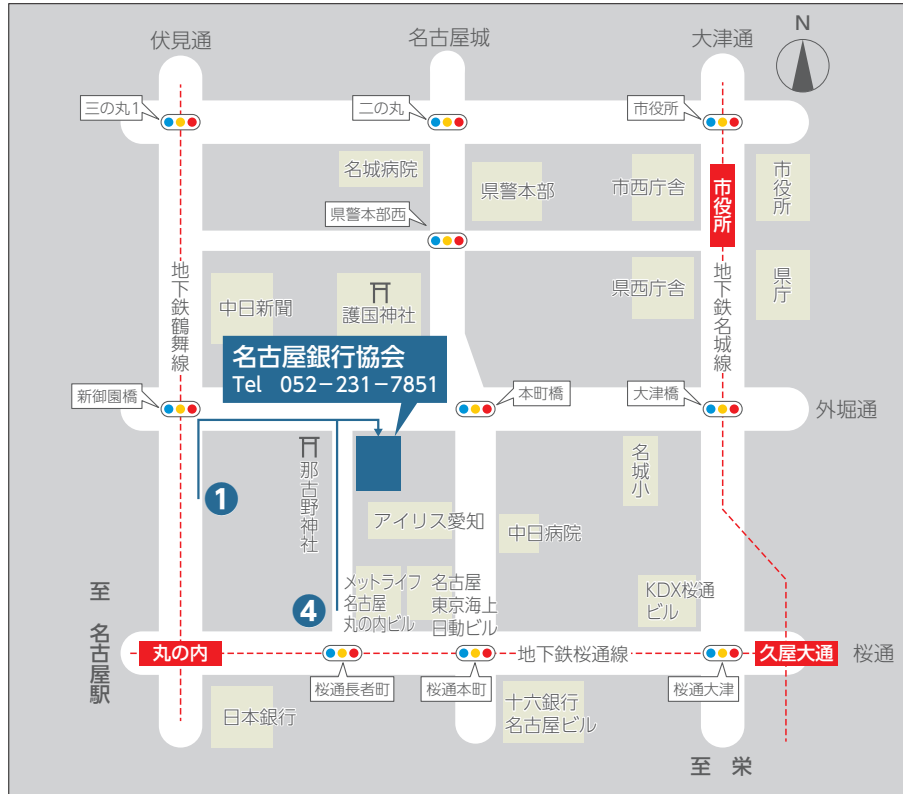 伏見通
名古屋城
大津通
N
三の丸1
二の丸
市役所
名城病院
県警本部
市西庁舎
市役所
市役所
県警本部西
地下鉄鶴舞線
中日新聞
護国神社
県西庁舎
地下鉄名城線
県庁
名古屋銀行協会
Tel 052-231-7851
新御園橋
本町橋
大津橋
外堀通
那古野神社
名城小
1
アイリス愛知
中日病院
至 名古屋駅
4
メットライフ
名古屋
丸の内ビル
名古屋
東京海上
日動ビル
KDX桜通
ビル
丸の内
地下鉄桜通線
久屋大通
桜通
桜通長者町
桜通本町
桜通大津
日本銀行
十六銀行
名古屋ビル
至 栄